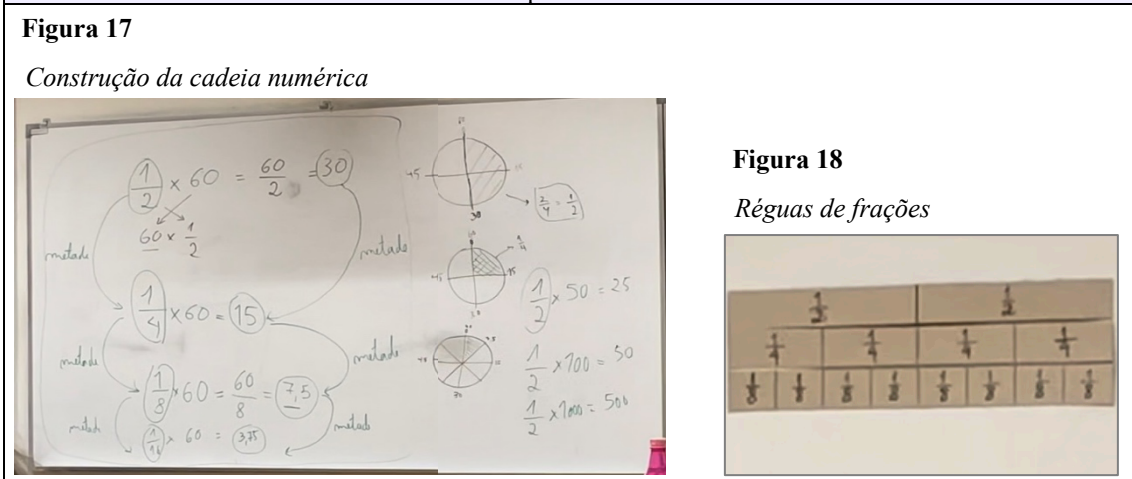 Figura 17
Construção da cadeia numérica
1/2 × 60 = 60/2 = 30
60 × 1/2
metade
metade
1/4 × 60 = 15
metade
metade
1/8 × 60 = 60/8 = 7,5
metade
metade
1/16 × 60 = 3,75
45
30
2/4 = 1/2
1/4
45
15
30
1/2 × 50 = 25
1/2 × 100 = 50
1/2 × 1000 = 500
Figura 18
Réguas de frações
1/2 1/2
1/4 1/4 1/4 1/4
1/8 1/8 1/8 1/8 1/8 1/8 1/8 1/8